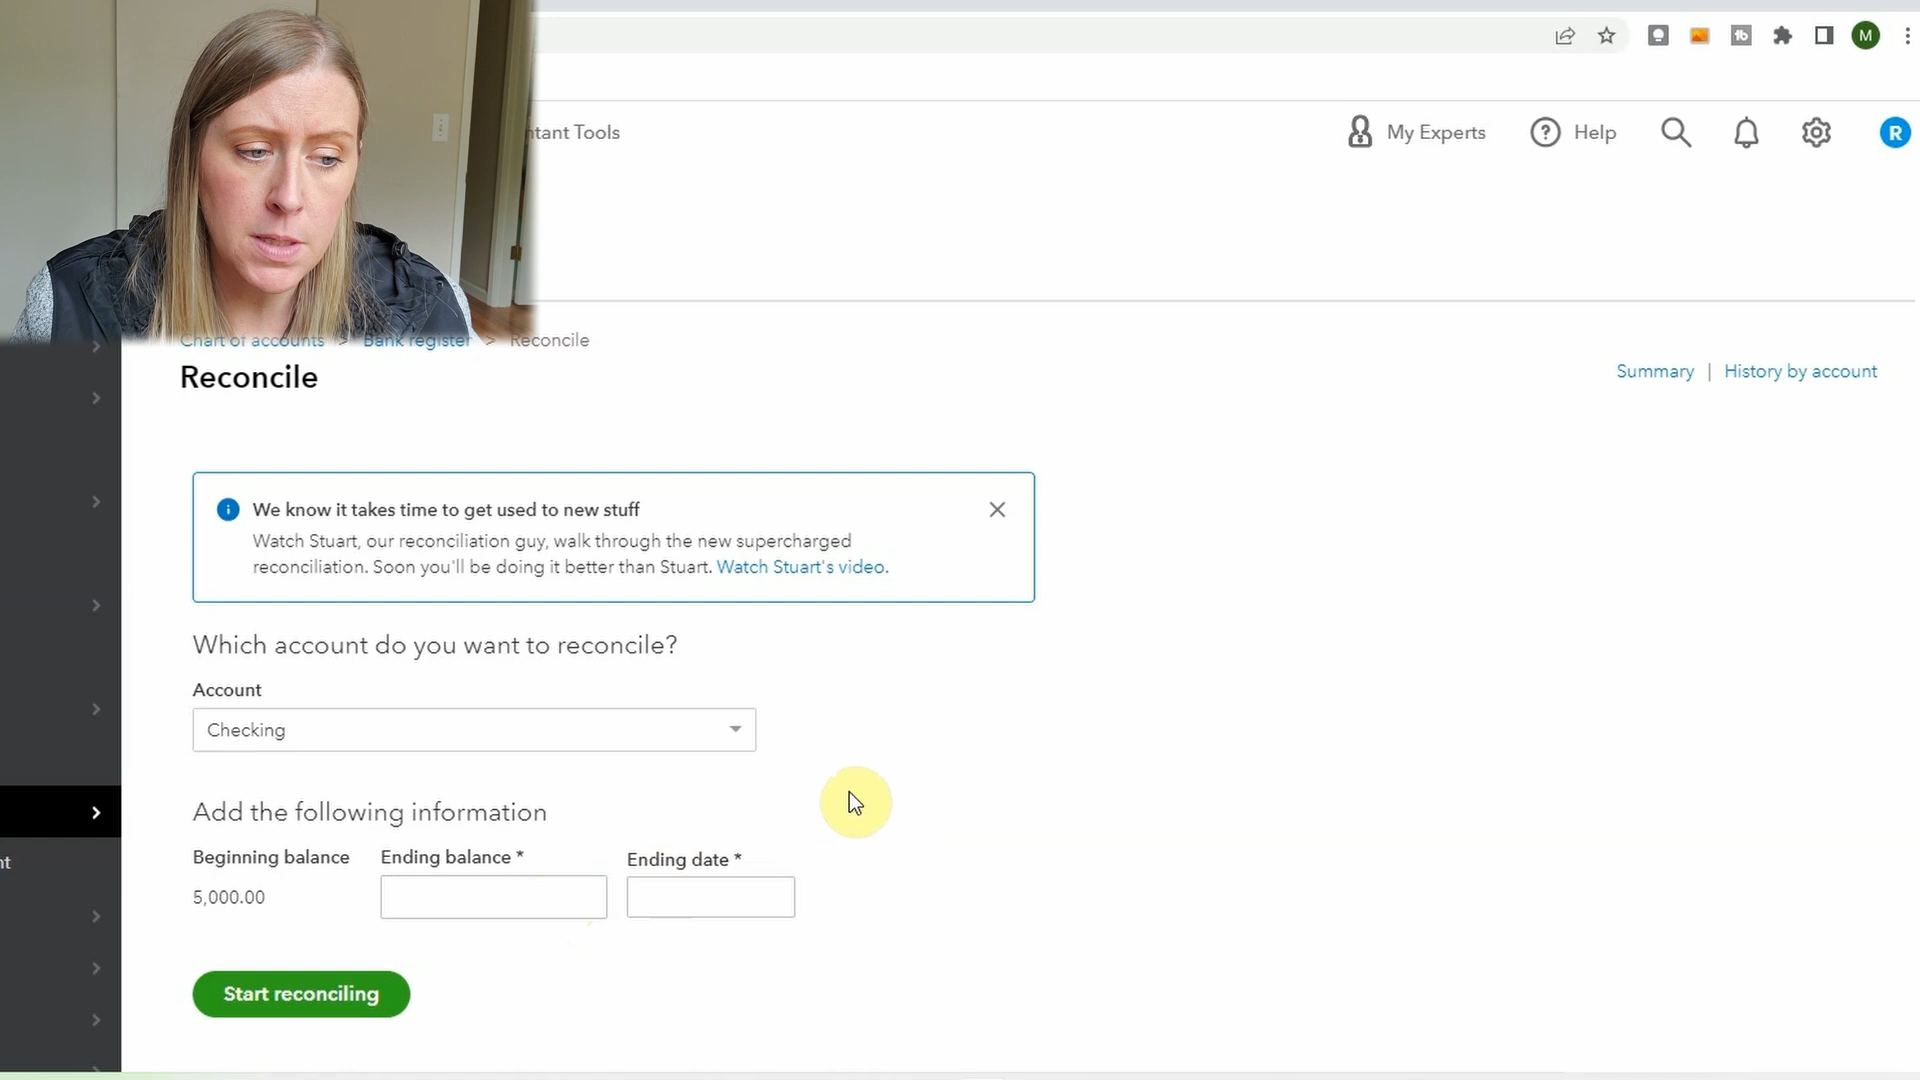 M
ntant Tools
My Experts
Help
R
Chart of accounts > Bank register > Reconcile
Reconcile
Summary | History by account
We know it takes time to get used to new stuff
Watch Stuart, our reconciliation guy, walk through the new supercharged
reconciliation. Soon you'll be doing it better than Stuart. Watch Stuart's video.
Which account do you want to reconcile?
Account
Checking
Add the following information
Beginning balance
Ending balance *
Ending date *
nt
5,000.00
Start reconciling